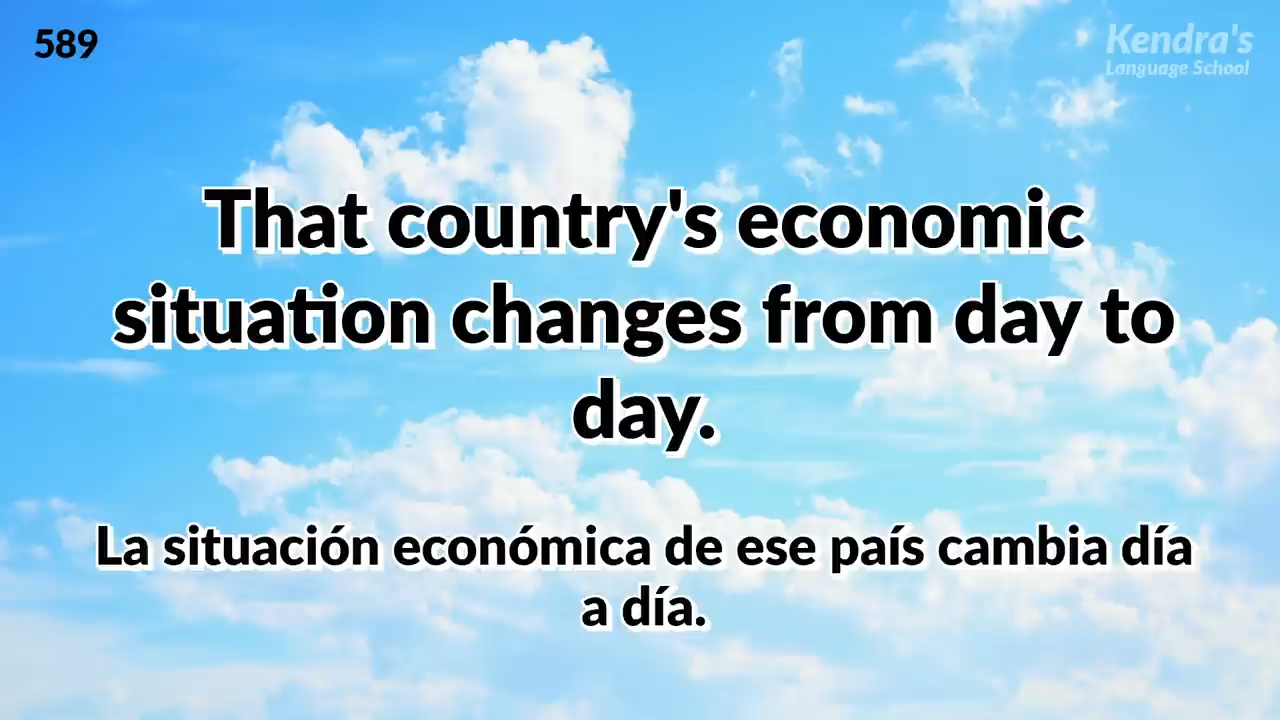 589
Kendra's
Language School
That country's economic
situation changes from day to
day.
La situación económica de ese país cambia día
a día.